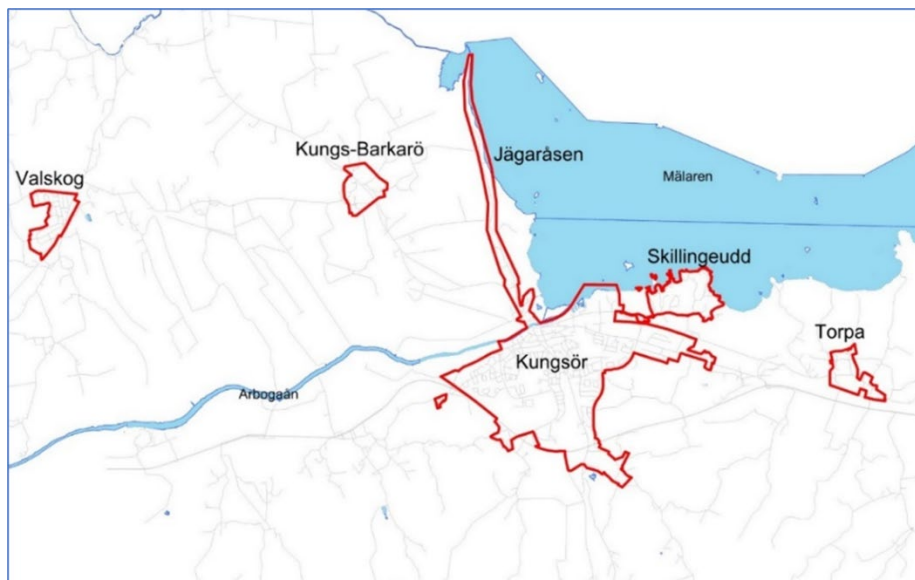 Kungs-Barkarö
Jägaråsen
Valskog
Mälaren
Skillingeudd
Torpa
Kungsör
Arbogaån